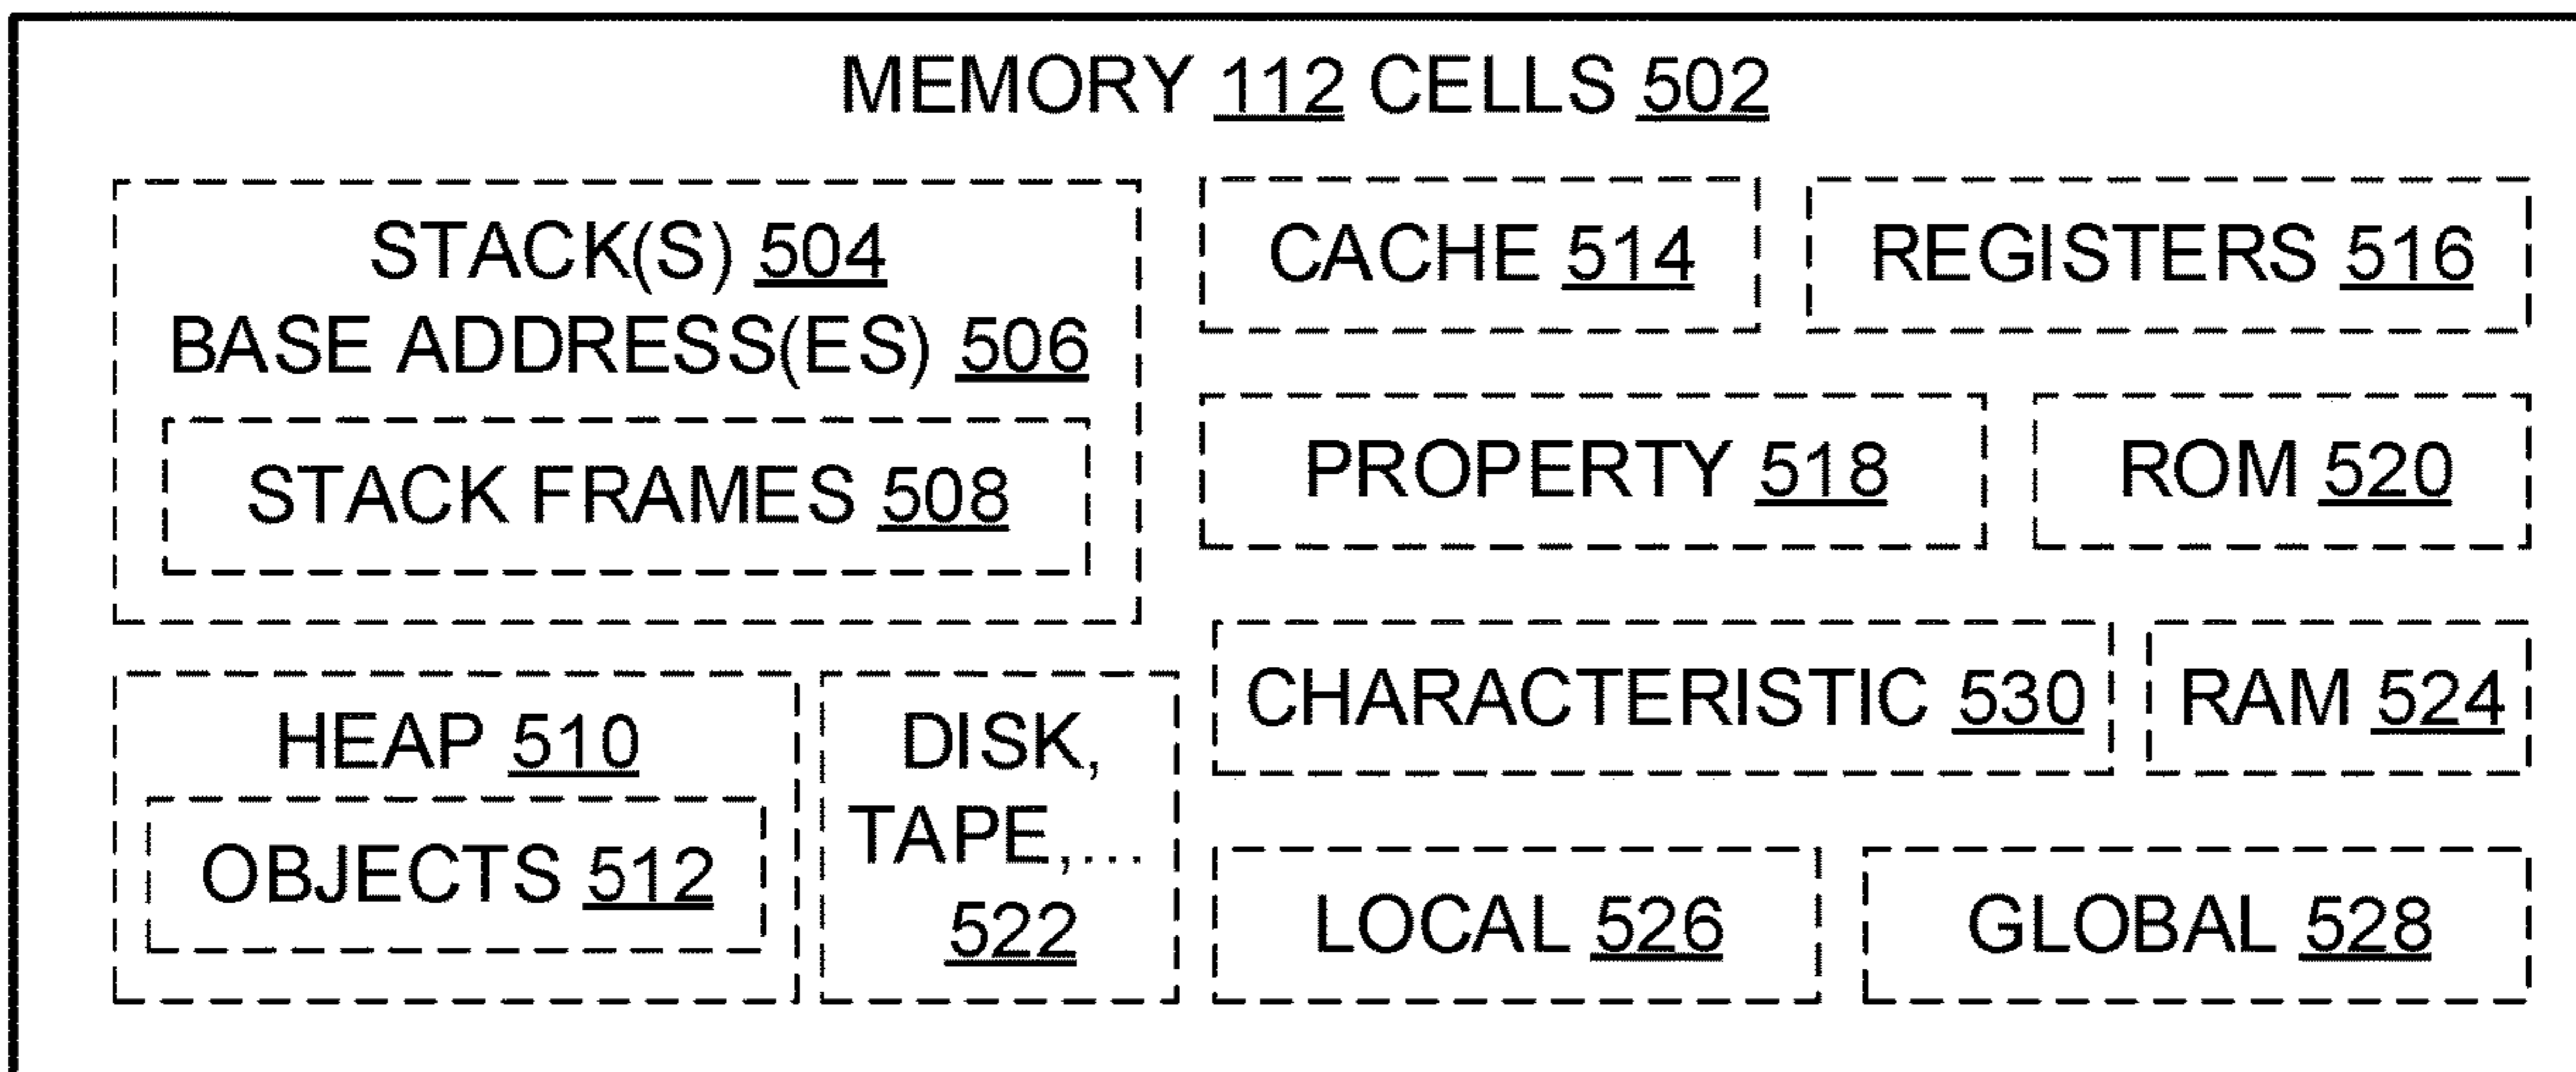 MEMORY 112 CELLS 502
STACK(S) 504
BASE ADDRESS(ES) 506
STACK FRAMES 508
CACHE 514
REGISTERS 516
PROPERTY 518
ROM 520
HEAP 510
OBJECTS 512
DISK,
TAPE,...
522
CHARACTERISTIC 530
RAM 524
LOCAL 526
GLOBAL 528